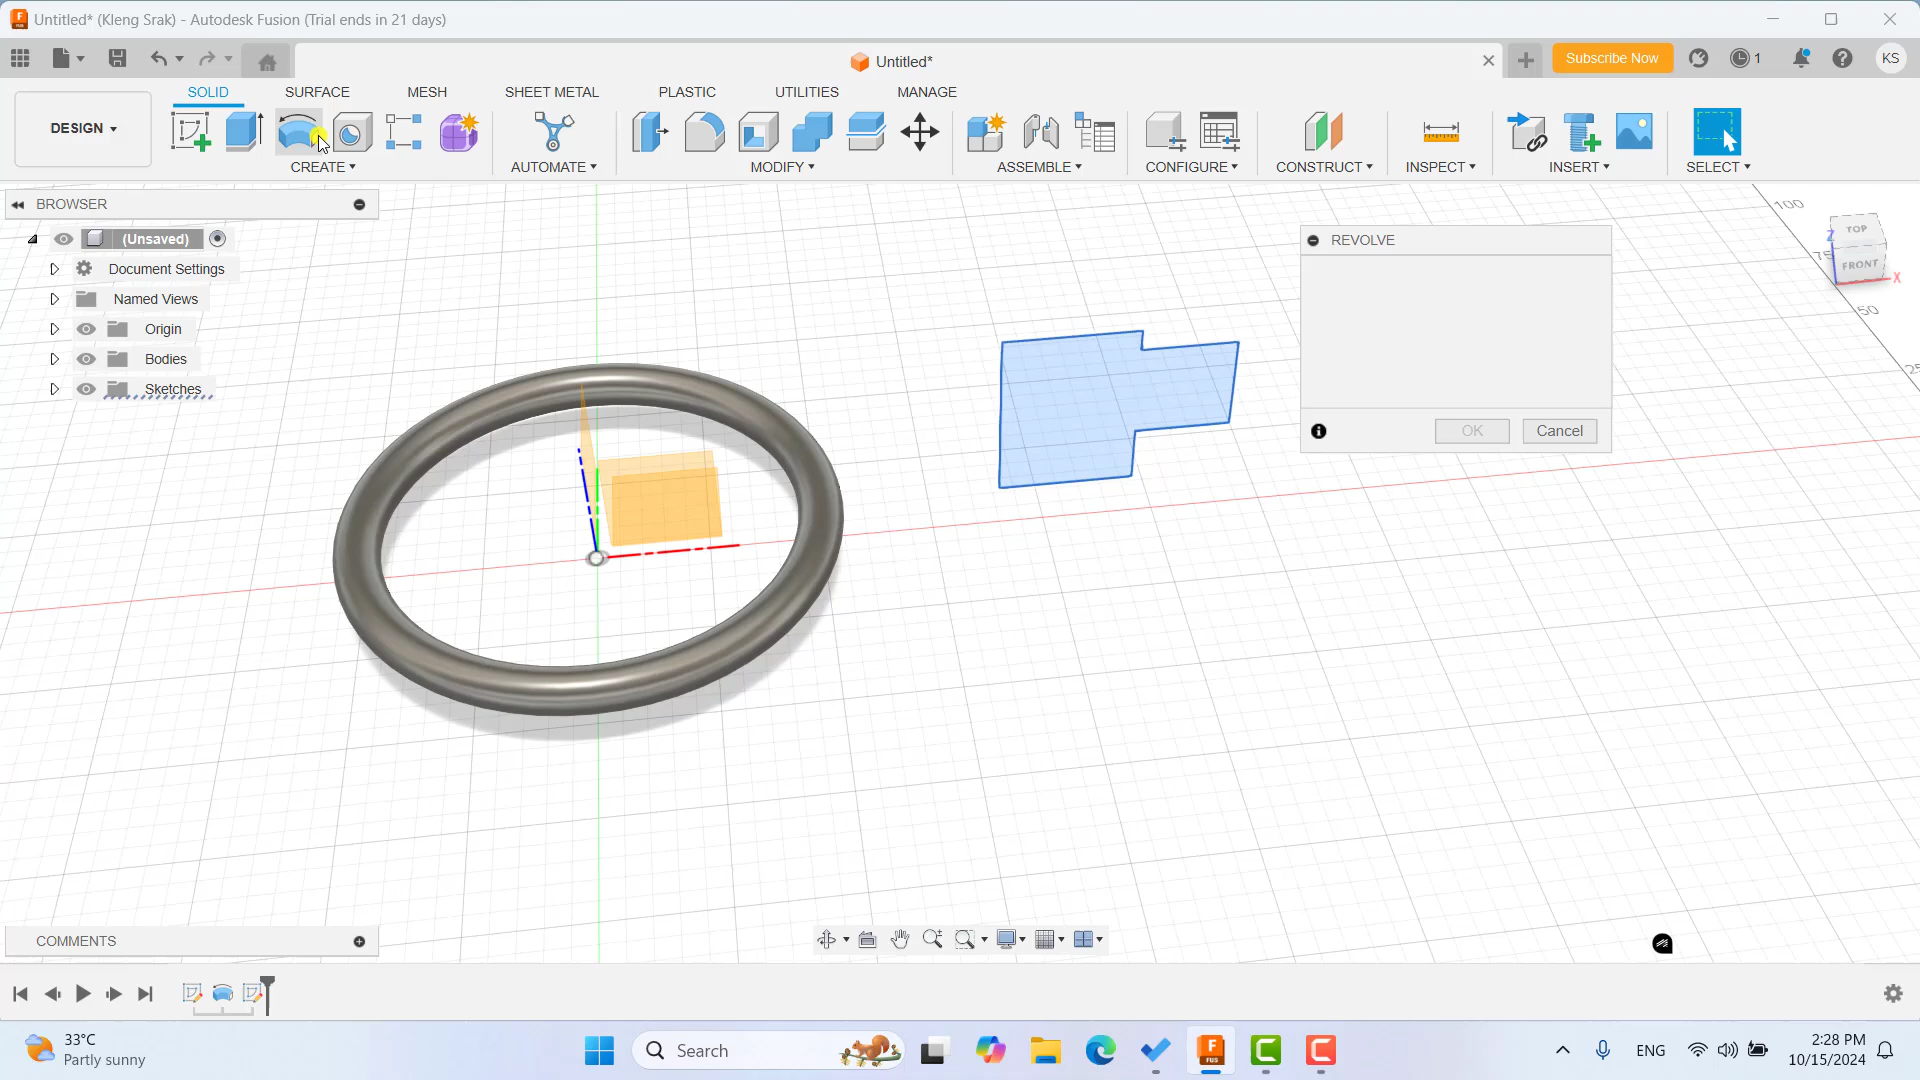 Untitled* (Kleng Srak) - Autodesk Fusion (Trial ends in 21 days)
Untitled*
Subscribe Now
1
KS
DESIGN
SOLID
SURFACE
MESH
SHEET METAL
PLASTIC
UTILITIES
MANAGE
CREATE
AUTOMATE
MODIFY
ASSEMBLE
CONFIGURE
CONSTRUCT
INSPECT
INSERT
SELECT
BROWSER
(Unsaved)
Document Settings
Named Views
Origin
Bodies
Sketches
REVOLVE
OK
Cancel
100
75
50
25
TOP
FRONT
Z
X
COMMENTS
33°C
Partly sunny
Search
F
FUS
ENG
2:28 PM
10/15/2024